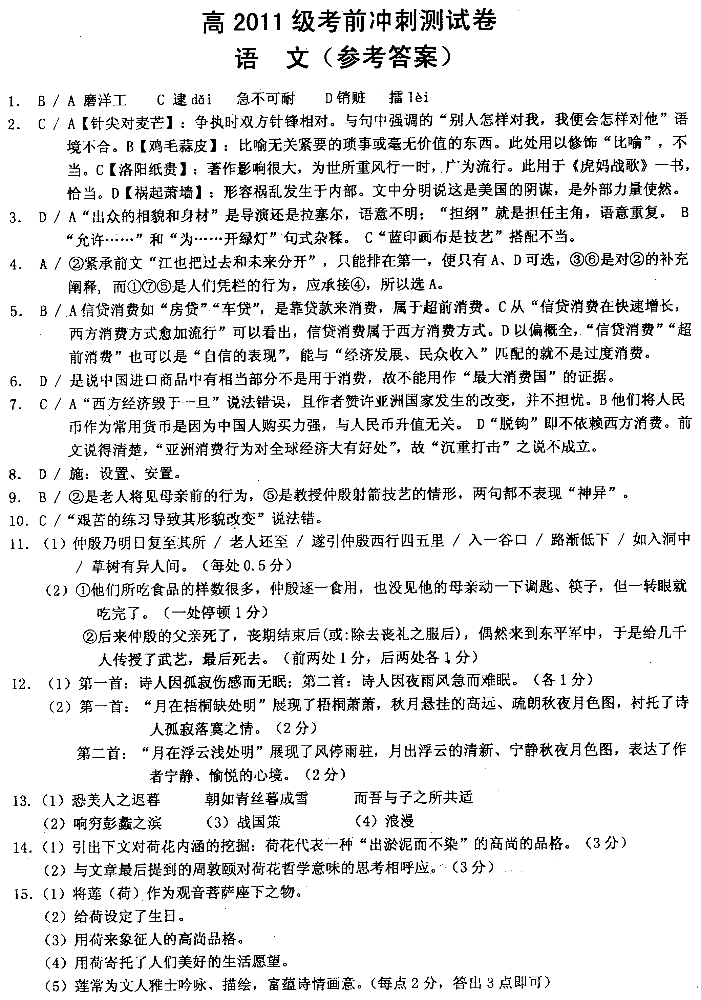 高 2011 级考前冲刺测试卷
语 文（参考答案）
1. B / A 磨洋工 C 逮 dǎi 急不可耐 D 销赃 擂 lèi
2. C / A【针尖对麦芒】：争执时双方针锋相对。与句中强调的“别人怎样对我，我便会怎样对他”语
境不合。B【鸡毛蒜皮】：比喻无关紧要的琐事或毫无价值的东西。此处用以修饰“比喻”，不
当。C【洛阳纸贵】：著作影响很大，为世所重风行一时，广为流行。此用于《虎妈战歌》一书，
恰当。D【祸起萧墙】：形容祸乱发生于内部。文中分明说这是美国的阴谋，是外部力量使然。
3. D / A“出众的相貌和身材”是导演还是拉塞尔，语意不明；“担纲”就是担任主角，语意重复。 B
“允许……”和“为……开绿灯”句式杂糅。 C“蓝印画布是技艺”搭配不当。
4. A / ②紧承前文“江也把过去和未来分开”，只能排在第一，便只有 A、D 可选，③⑥是对②的补充
阐释，而①⑦⑤是人们凭栏的行为，应承接④，所以选 A。
5. B / A 信贷消费如“房贷”“车贷”，是靠贷款来消费，属于超前消费。C 从“信贷消费在快速增长，
西方消费方式愈加流行”可以看出，信贷消费属于西方消费方式。D 以偏概全，“信贷消费”“超
前消费”也可以是“自信的表现”，能与“经济发展、民众收入”匹配的就不是过度消费。
6. D / 是说中国进口商品中有相当部分不是用于消费，故不能用作“最大消费国”的证据。
7. C / A“西方经济毁于一旦”说法错误，且作者赞许亚洲国家发生的改变，并不担忧。B 他们将人民
币作为常用货币是因为中国人购买力强，与人民币升值无关。 D“脱钩”即不依赖西方消费。前
文说得清楚，“亚洲消费行为对全球经济大有好处”，故“沉重打击”之说不成立。
8. D / 施：设置、安置。
9. B / ②是老人将见母亲前的行为，⑤是教授仲殷射箭技艺的情形，两句都不表现“神异”。
10. C /“艰苦的练习导致其形貌改变”说法错。
11.（1）仲殷乃明日复至其所 / 老人还至 / 遂引仲殷西行四五里 / 入一谷口 / 路渐低下 / 如入洞中
/ 草树有异人间。（每处 0.5 分）
（2）①他们所吃食品的样数很多，仲殷逐一食用，也没见他的母亲动一下调匙、筷子，但一转眼就
吃完了。（一处停顿 1 分）
②后来仲殷的父亲死了，丧期结束后(或:除去丧礼之服后)，偶然来到东平军中，于是给几千
人传授了武艺，最后死去。（前两处 1 分，后两处各 1 分）
12.（1）第一首：诗人因孤寂伤感而无眠；第二首：诗人因夜雨风急而难眠。（各 1 分）
（2）第一首：“月在梧桐缺处明”展现了梧桐萧萧，秋月悬挂的高远、疏朗秋夜月色图，衬托了诗
人孤寂落寞之情。（2 分）
第二首：“月在浮云浅处明”展现了风停雨驻，月出浮云的清新、宁静秋夜月色图，表达了作
者宁静、愉悦的心境。（2 分）
13.（1）恐美人之迟暮 朝如青丝暮成雪 而吾与子之所共适
（2）响穷彭蠡之滨 （3）战国策 （4）浪漫
14.（1）引出下文对荷花内涵的挖掘：荷花代表一种“出淤泥而不染”的高尚的品格。（3 分）
（2）与文章最后提到的周敦颐对荷花哲学意味的思考相呼应。（3 分）
15.（1）将莲（荷）作为观音菩萨座下之物。
（2）给荷设定了生日。
（3）用荷来象征人的高尚品格。
（4）用荷寄托了人们美好的生活愿望。
（5）莲常为文人雅士吟咏、描绘，富蕴诗情画意。（每点 2 分，答出 3 点即可）